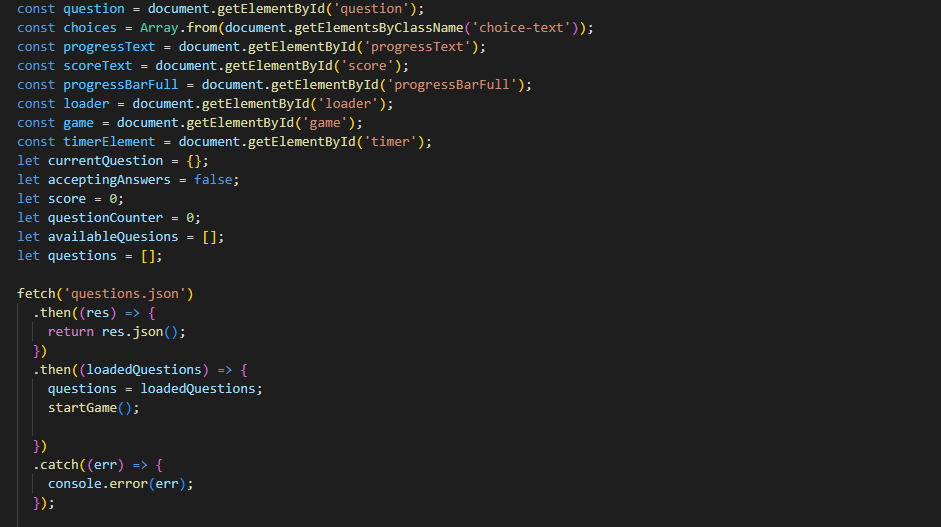 const question = document.getElementById('question');
const choices = Array.from(document.getElementsByClassName('choice-text'));
const progressText = document.getElementById('progressText');
const scoreText = document.getElementById('score');
const progressBarFull = document.getElementById('progressBarFull');
const loader = document.getElementById('loader');
const game = document.getElementById('game');
const timerElement = document.getElementById('timer');
let currentQuestion = {};
let acceptingAnswers = false;
let score = 0;
let questionCounter = 0;
let availableQuesions = [];
let questions = [];

fetch('questions.json')
  .then((res) => {
    return res.json();
  })
  .then((loadedQuestions) => {
    questions = loadedQuestions;
    startGame();

  })
  .catch((err) => {
    console.error(err);
  });